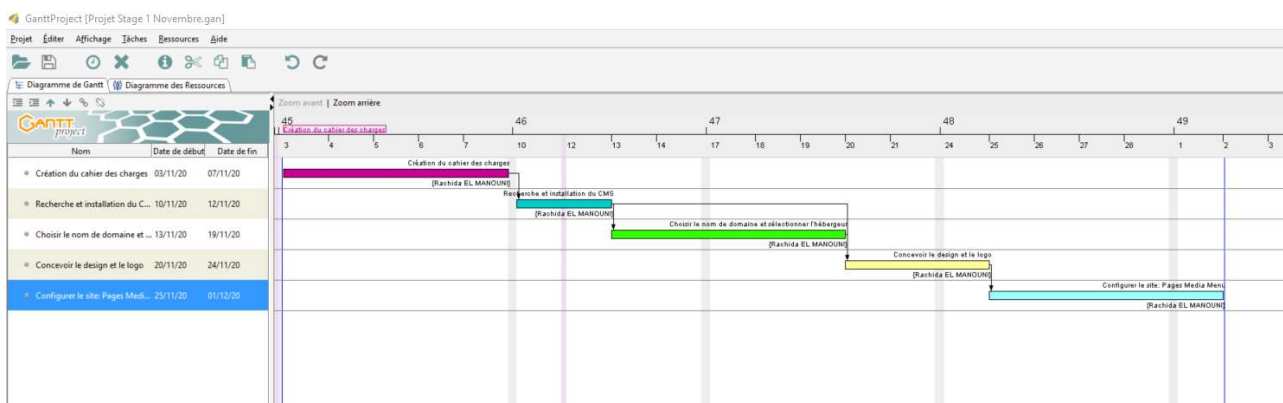 GanttProject [Projet Stage 1 Novembre.gan]
Projet Éditer Affichage Tâches Ressources Aide
Diagramme de Gantt Diagramme des Ressources
Zoom avant | Zoom arrière
GANTT project
45 46 47 48 49
Création du cahier des charges
3 4 5 6 7 10 12 13 14 17 18 19 20 21 24 25 26 27 28 1 2 3
Nom Date de début Date de fin
Création du cahier des charges 03/11/20 07/11/20
Création du cahier des charges
{Rachida EL MANOUNI}
Recherche et installation du C... 10/11/20 12/11/20
Recherche et installation du CMS
{Rachida EL MANOUNI}
Choisir le nom de domaine et ... 13/11/20 19/11/20
Choisir le nom de domaine et sélectionner l'hébergeur
{Rachida EL MANOUNI}
Concevoir le design et le logo 20/11/20 24/11/20
Concevoir le design et le logo
{Rachida EL MANOUNI}
Configurer le site: Pages Medi... 25/11/20 01/12/20
Configurer le site: Pages Media Menu
{Rachida EL MANOUNI}